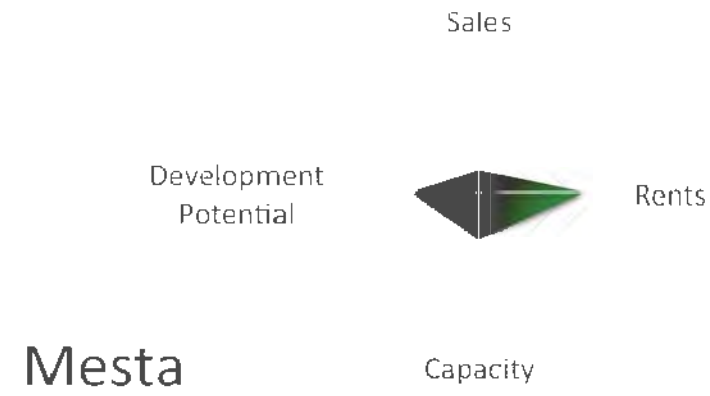 Sales
Development
Potential
Rents
Mesta
Capacity